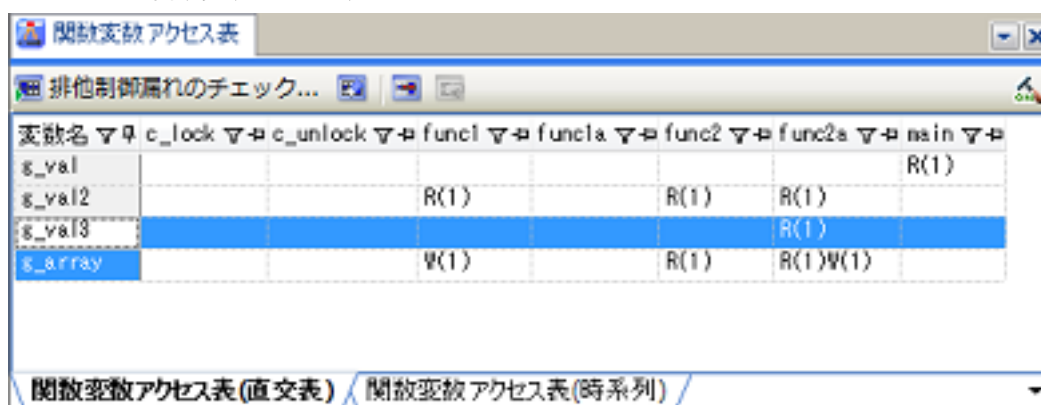 関数変数アクセス表
排他制御漏れのチェック...
変数名 c_lock c_unlock func1 func1a func2 func2a main
g_val R(1)
g_val2 R(1) R(1) R(1)
g_val3 R(1)
g_array W(1) R(1) R(1)W(1)
関数変数アクセス表(直交表) 関数変数アクセス表(時系列)